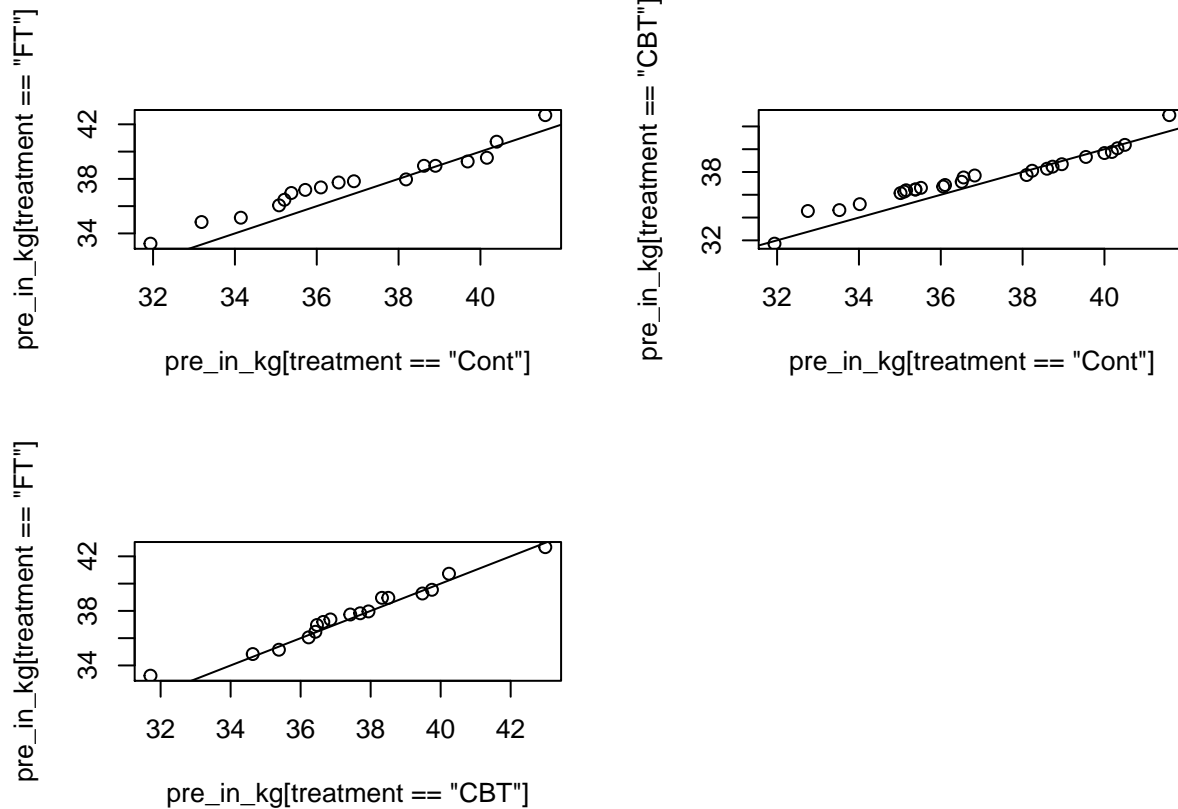 pre_in_kg[treatment == "FT"]
34 38 42
32 34 36 38 40
pre_in_kg[treatment == "Cont"]
pre_in_kg[treatment == "CBT"]
32 38
32 34 36 38 40
pre_in_kg[treatment == "Cont"]
pre_in_kg[treatment == "FT"]
34 38 42
32 34 36 38 40 42
pre_in_kg[treatment == "CBT"]